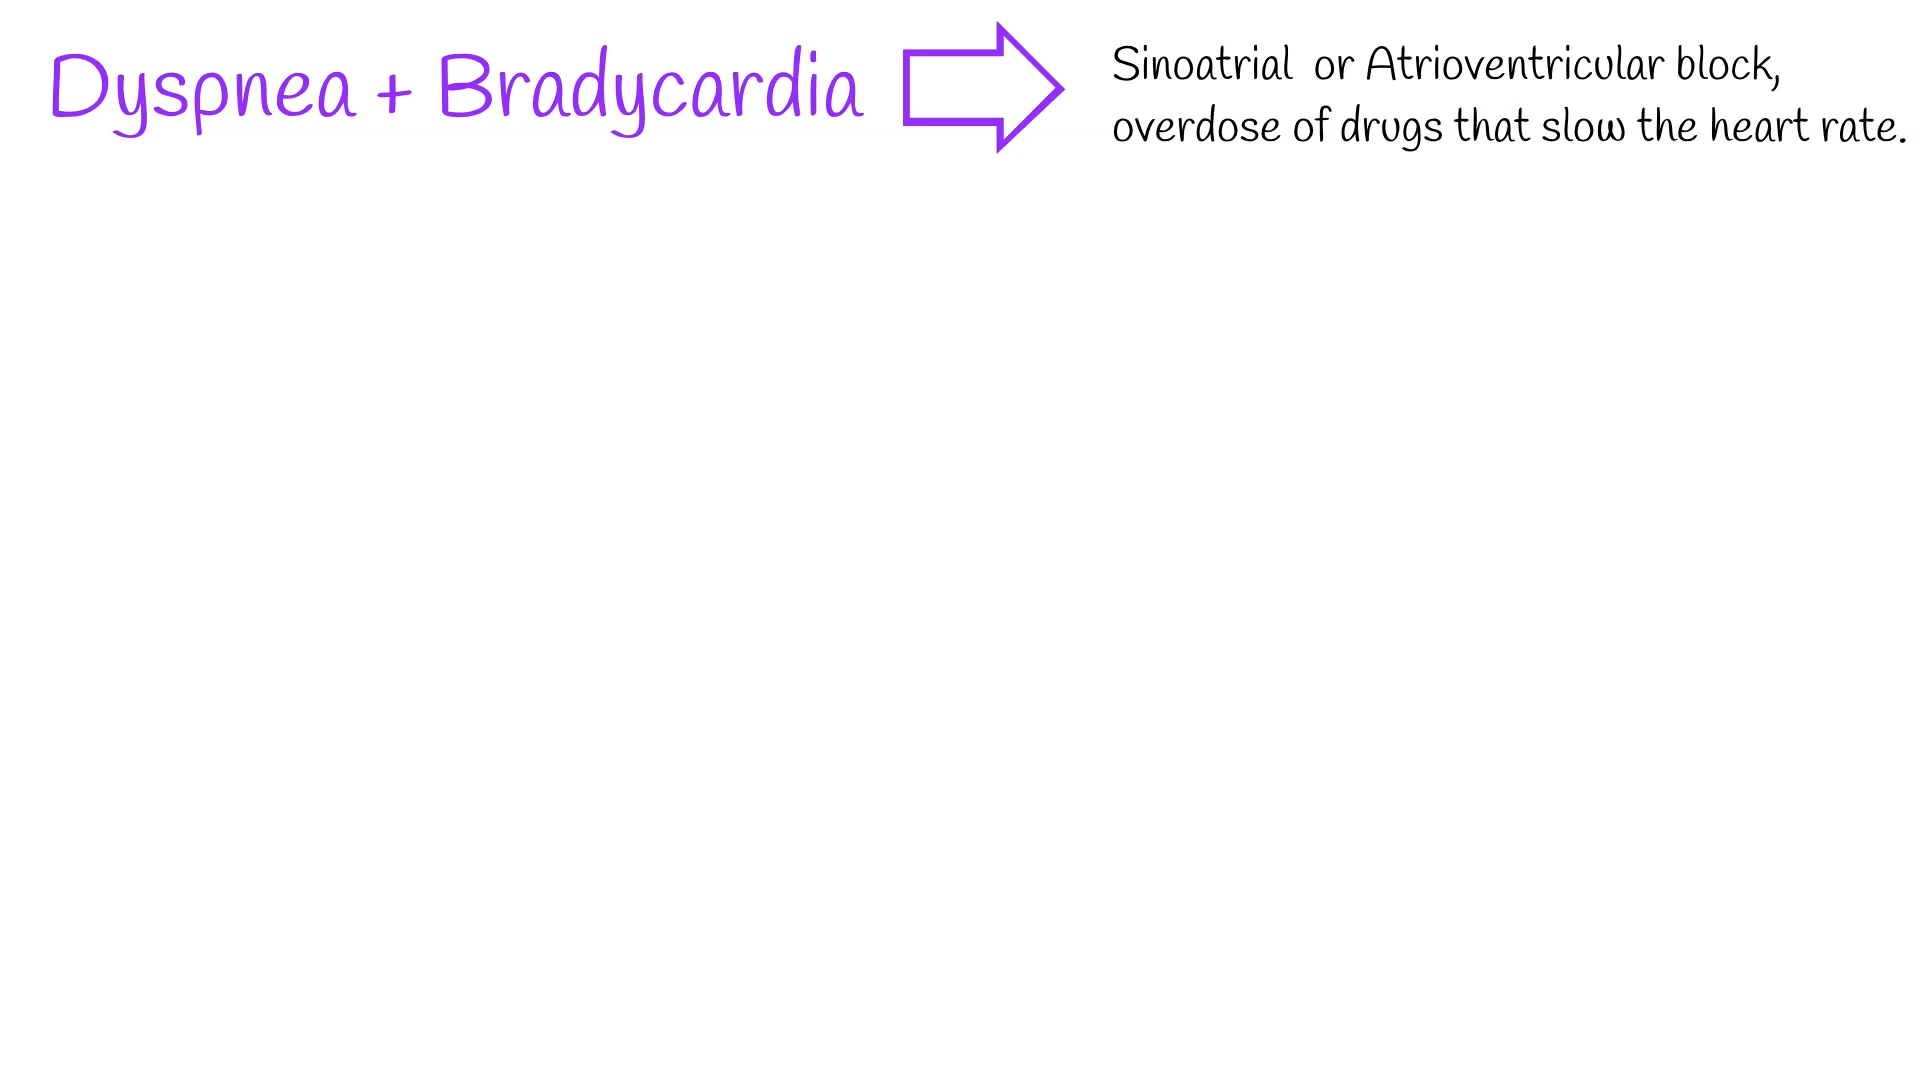 Dyspnea + Bradycardia
Sinoatrial or Atrioventricular block,
overdose of drugs that slow the heart rate.